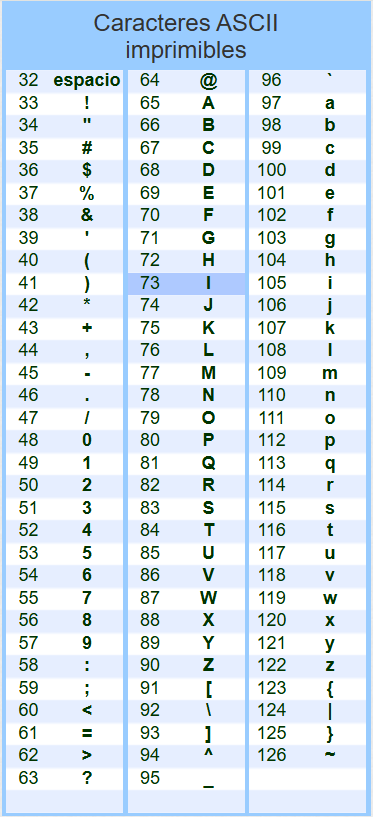 Caracteres ASCII
imprimibles
32 espacio 64 @ 96 `
33 ! 65 A 97 a
34 " 66 B 98 b
35 # 67 C 99 c
36 $ 68 D 100 d
37 % 69 E 101 e
38 & 70 F 102 f
39 ' 71 G 103 g
40 ( 72 H 104 h
41 ) 73 I 105 i
42 * 74 J 106 j
43 + 75 K 107 k
44 , 76 L 108 l
45 - 77 M 109 m
46 . 78 N 110 n
47 / 79 O 111 o
48 0 80 P 112 p
49 1 81 Q 113 q
50 2 82 R 114 r
51 3 83 S 115 s
52 4 84 T 116 t
53 5 85 U 117 u
54 6 86 V 118 v
55 7 87 W 119 w
56 8 88 X 120 x
57 9 89 Y 121 y
58 : 90 Z 122 z
59 ; 91 [ 123 {
60 < 92 \ 124 |
61 = 93 ] 125 }
62 > 94 ^ 126 ~
63 ? 95 _